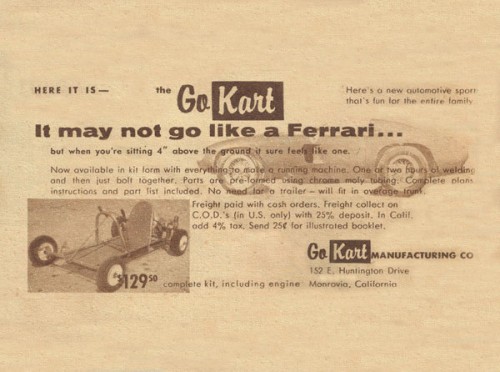 HERE IT IS— the Go Kart
Here's a new automotive sport
that's fun for the entire family
It may not go like a Ferrari...
but when you're sitting 4" above the ground it sure feels like one.
Now available in kit form with everything to make a running machine. One or two hours of welding
and then just bolt together. Parts are pre-formed using chrome moly tubing. Complete plans
instructions and part list included. No need for a trailer — will fit in average trunk.
Freight paid with cash orders. Freight collect on
C.O.D.'s (in U.S. only) with 25% deposit. In Calif.
add 4% tax. Send 25¢ for illustrated booklet.
$129⁵⁰
complete kit, including engine
Go Kart MANUFACTURING CO
152 E. Huntington Drive
Monrovia, California